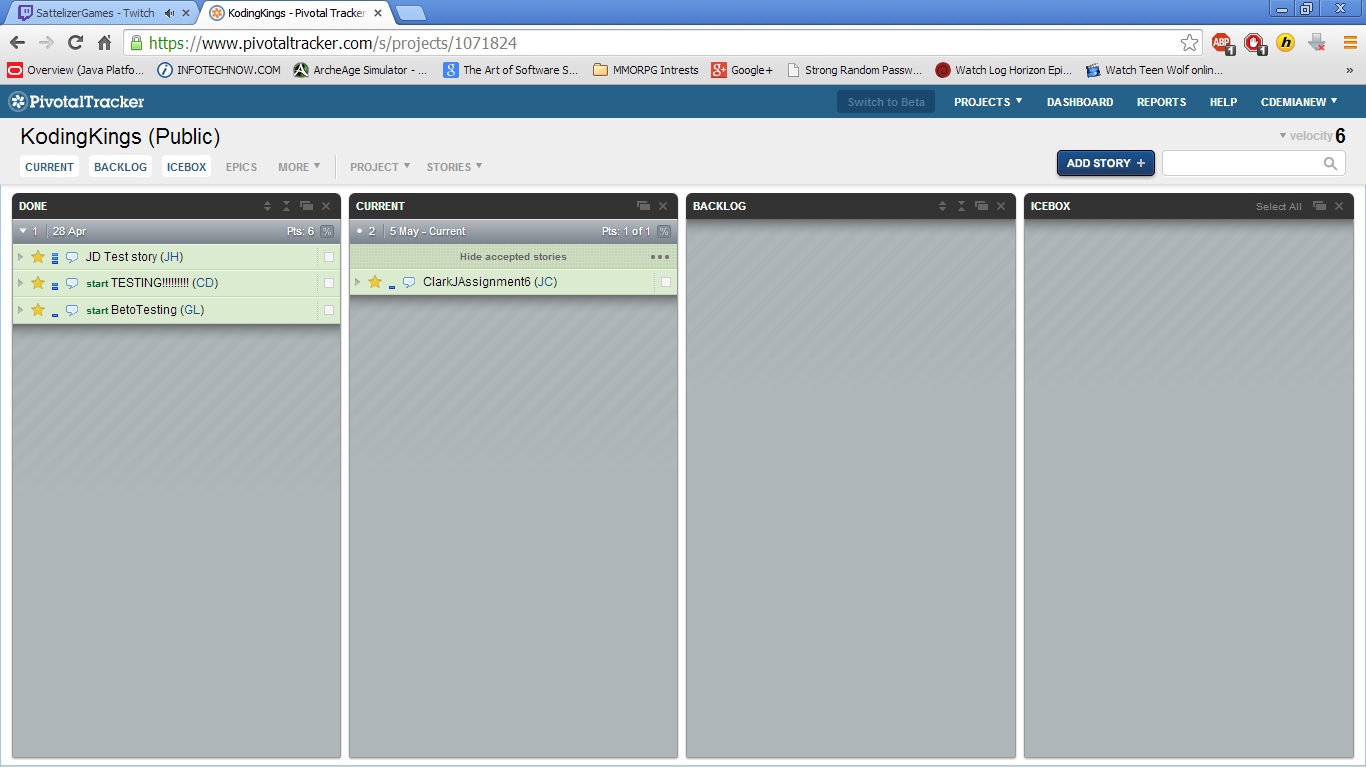 SattelizerGames - Twitch
KodingKings - Pivotal Tracker
https://www.pivotaltracker.com/s/projects/1071824
ABP 1 1 h
Overview (Java Platfo... INFOTECHNOW.COM ArcheAge Simulator - ... The Art of Software S... MMORPG Intrests Google+ Strong Random Passw... Watch Log Horizon Epi... Watch Teen Wolf onlin... »
PivotalTracker Switch to Beta PROJECTS DASHBOARD REPORTS HELP CDEMIANEW
KodingKings (Public) velocity 6
CURRENT BACKLOG ICEBOX EPICS MORE PROJECT STORIES ADD STORY +
DONE
1 28 Apr Pts: 6 %
JD Test story (JH)
start TESTING!!!!!!!!! (CD)
start BetoTesting (GL)
CURRENT
2 5 May - Current Pts: 1 of 1 %
Hide accepted stories
ClarkJAssignment6 (JC)
BACKLOG
ICEBOX Select All